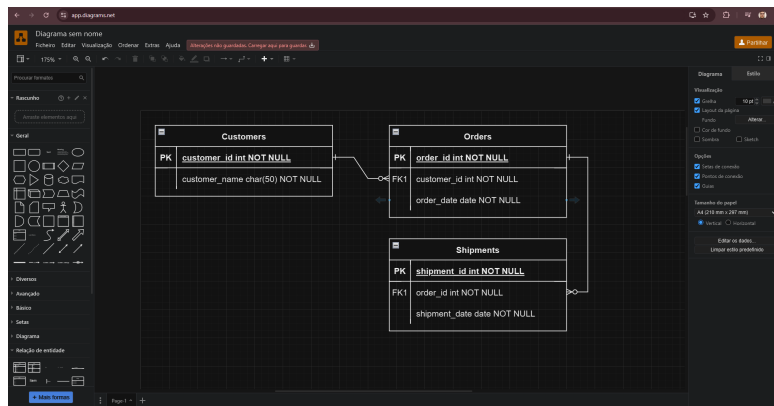 app.diagrams.net
Diagrama sem nome
Ficheiro Editar Visualização Ordenar Extras Ajuda
Alterações não guardadas. Carregar aqui para guardar.
Partilhar
175%
Procurar formatos
Rascunho
Arraste elementos aqui
Geral
Diversos
Avançado
Básico
Setas
Diagrama
Relação de entidade
+ Mais formas
Customers
PK customer_id int NOT NULL
customer_name char(50) NOT NULL
Orders
PK order_id int NOT NULL
FK1 customer_id int NOT NULL
order_date date NOT NULL
Shipments
PK shipment_id int NOT NULL
FK1 order_id int NOT NULL
shipment_date date NOT NULL
Page-1
Diagrama Estilo
Visualização
Grelha 10 pt
Layout da página
Fundo Alterar...
Cor de fundo
Sombra Sketch
Opções
Setas de conexão
Pontos de conexão
Guias
Tamanho do papel
A4 (210 mm x 297 mm)
Vertical Horizontal
Editar os dados...
Limpar estilo predefinido